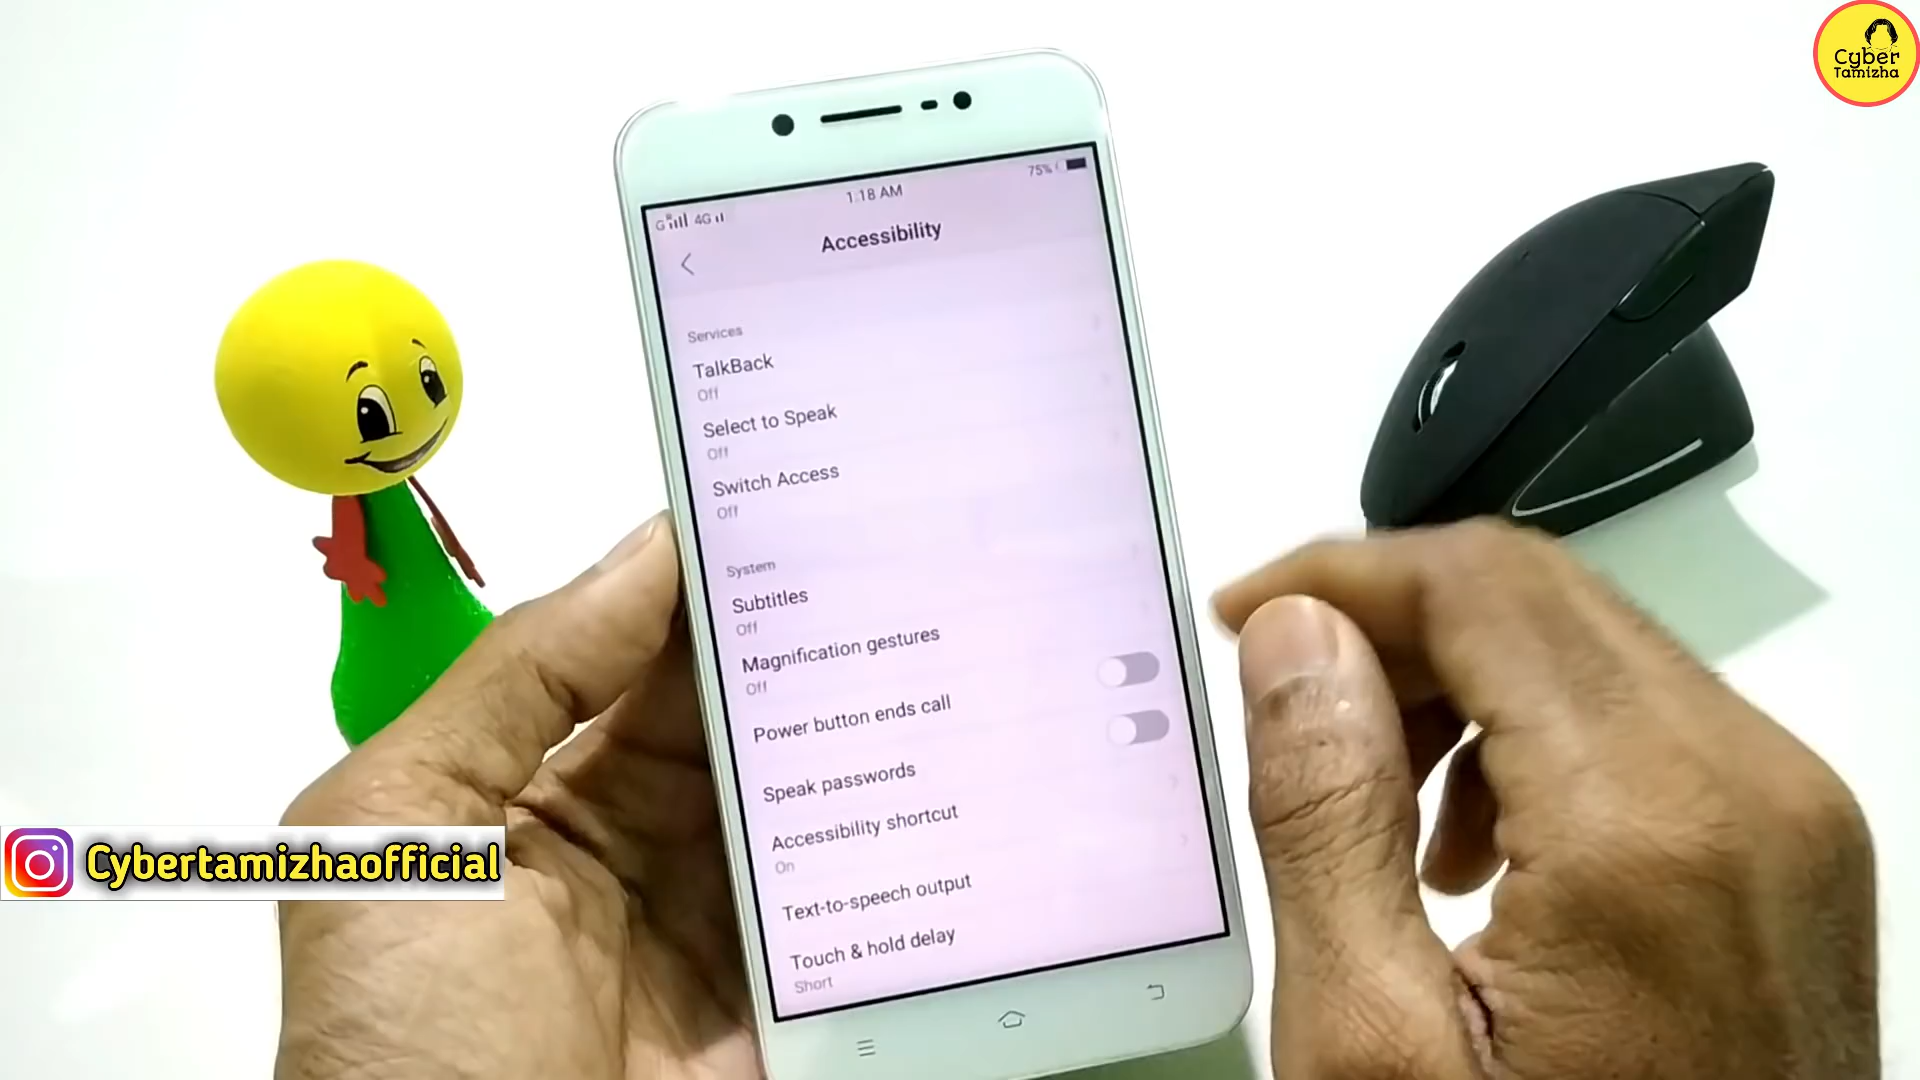 Cyber
Tamizha
G R 4G
1:18 AM
75%
Accessibility
Services
TalkBack
Off
Select to Speak
Off
Switch Access
Off
System
Subtitles
Off
Magnification gestures
Off
Power button ends call
Speak passwords
Accessibility shortcut
On
Text-to-speech output
Touch & hold delay
Short
Cybertamizhaofficial